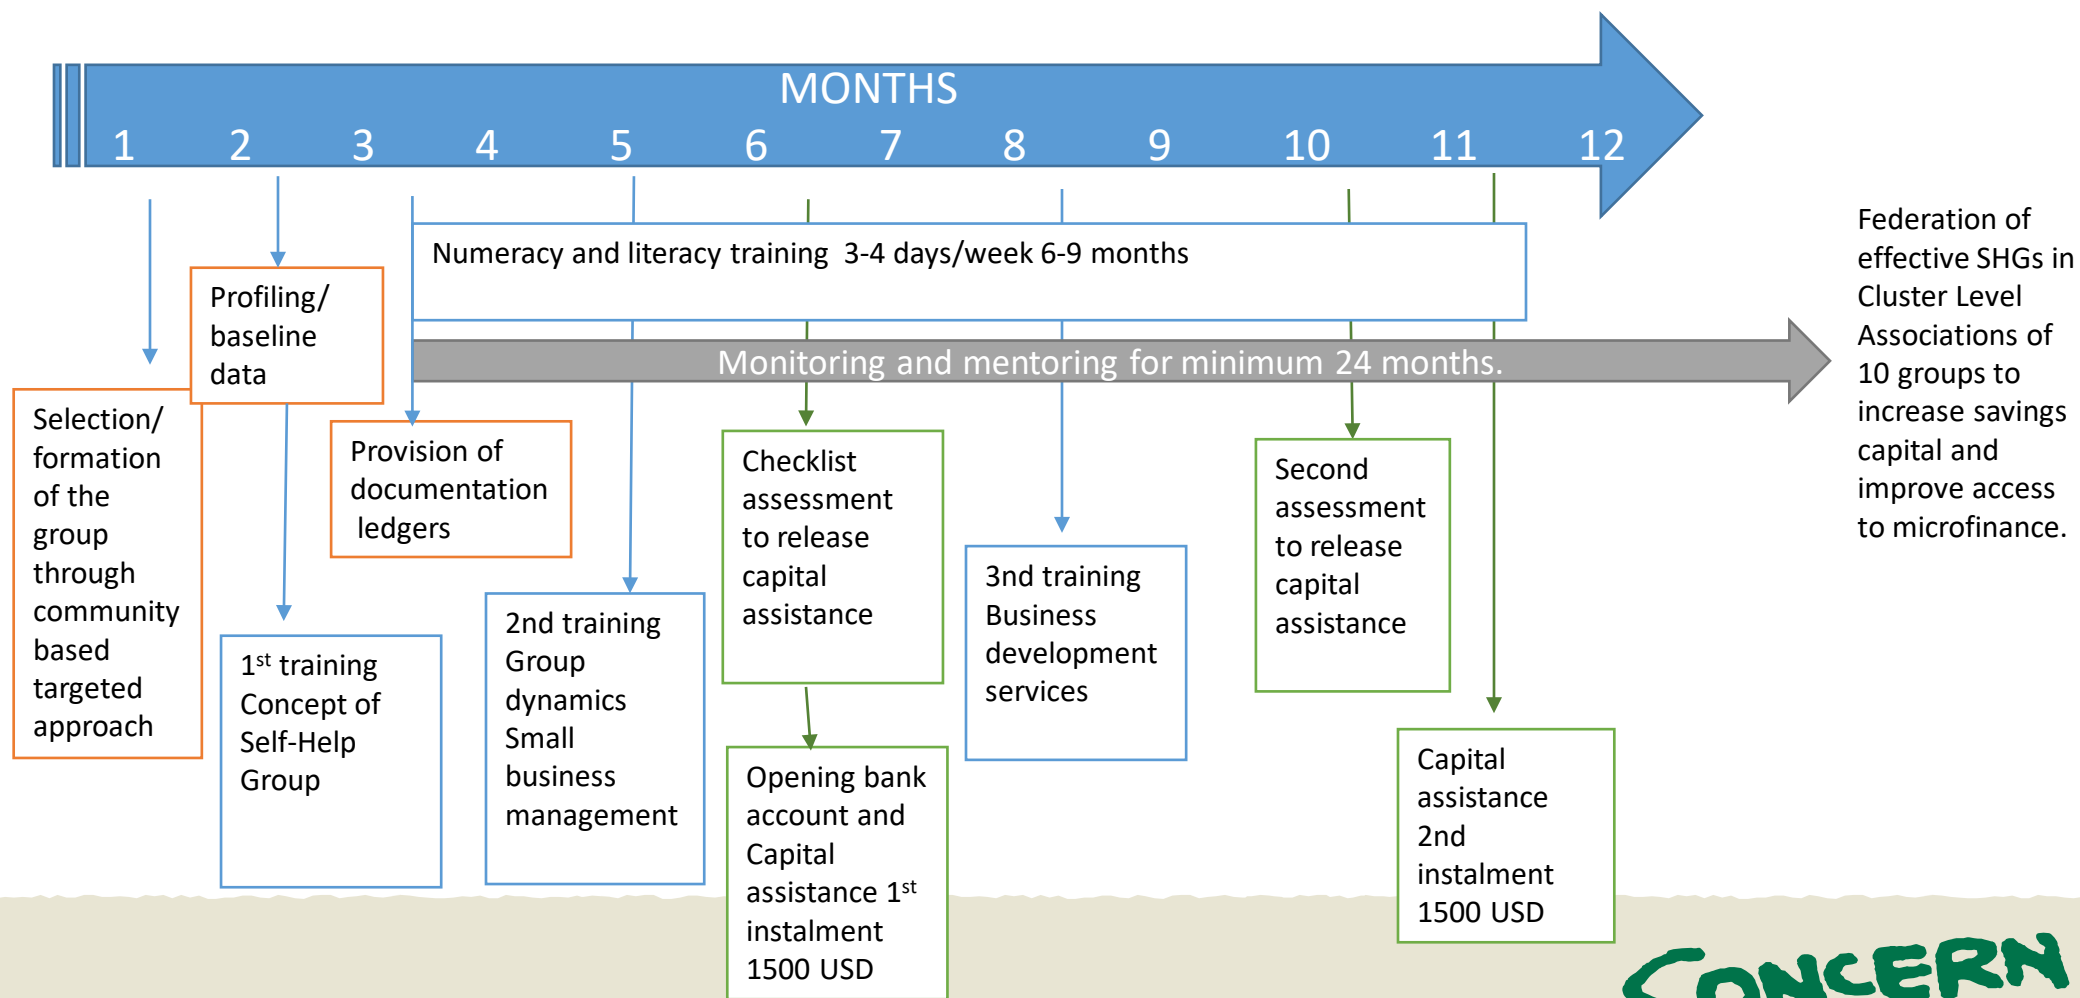 MONTHS
1 2 3 4 5 6 7 8 9 10 11 12
Numeracy and literacy training 3-4 days/week 6-9 months
Monitoring and mentoring for minimum 24 months.
Selection/
formation
of the
group
through
community
based
targeted
approach
Profiling/
baseline
data
1st training
Concept of
Self-Help
Group
Provision of
documentation
ledgers
2nd training
Group
dynamics
Small
business
management
Checklist
assessment
to release
capital
assistance
Opening bank
account and
Capital
assistance 1st
instalment
1500 USD
3nd training
Business
development
services
Second
assessment
to release
capital
assistance
Capital
assistance
2nd
instalment
1500 USD
Federation of
effective SHGs in
Cluster Level
Associations of
10 groups to
increase savings
capital and
improve access
to microfinance.
CONCERN